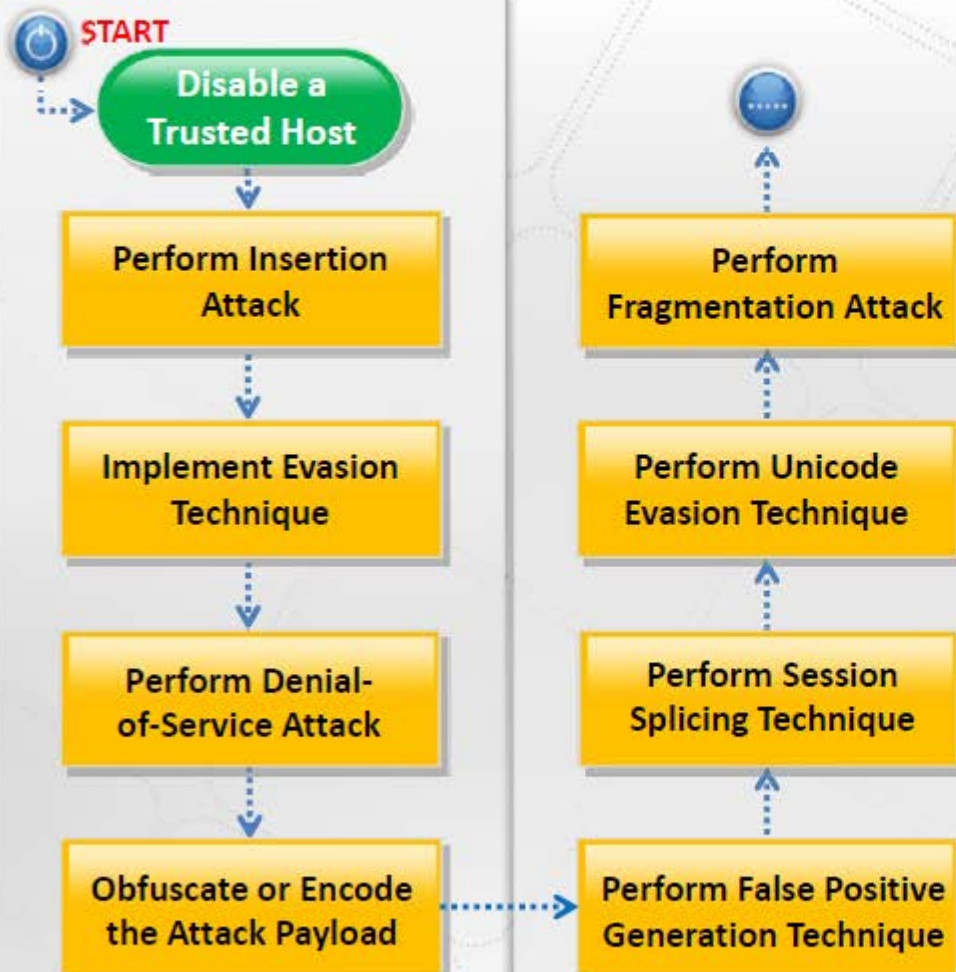 START
Disable a
Trusted Host
Perform Insertion
Attack
Implement Evasion
Technique
Perform Denial-
of-Service Attack
Obfuscate or Encode
the Attack Payload
Perform False Positive
Generation Technique
Perform Session
Splicing Technique
Perform Unicode
Evasion Technique
Perform
Fragmentation Attack